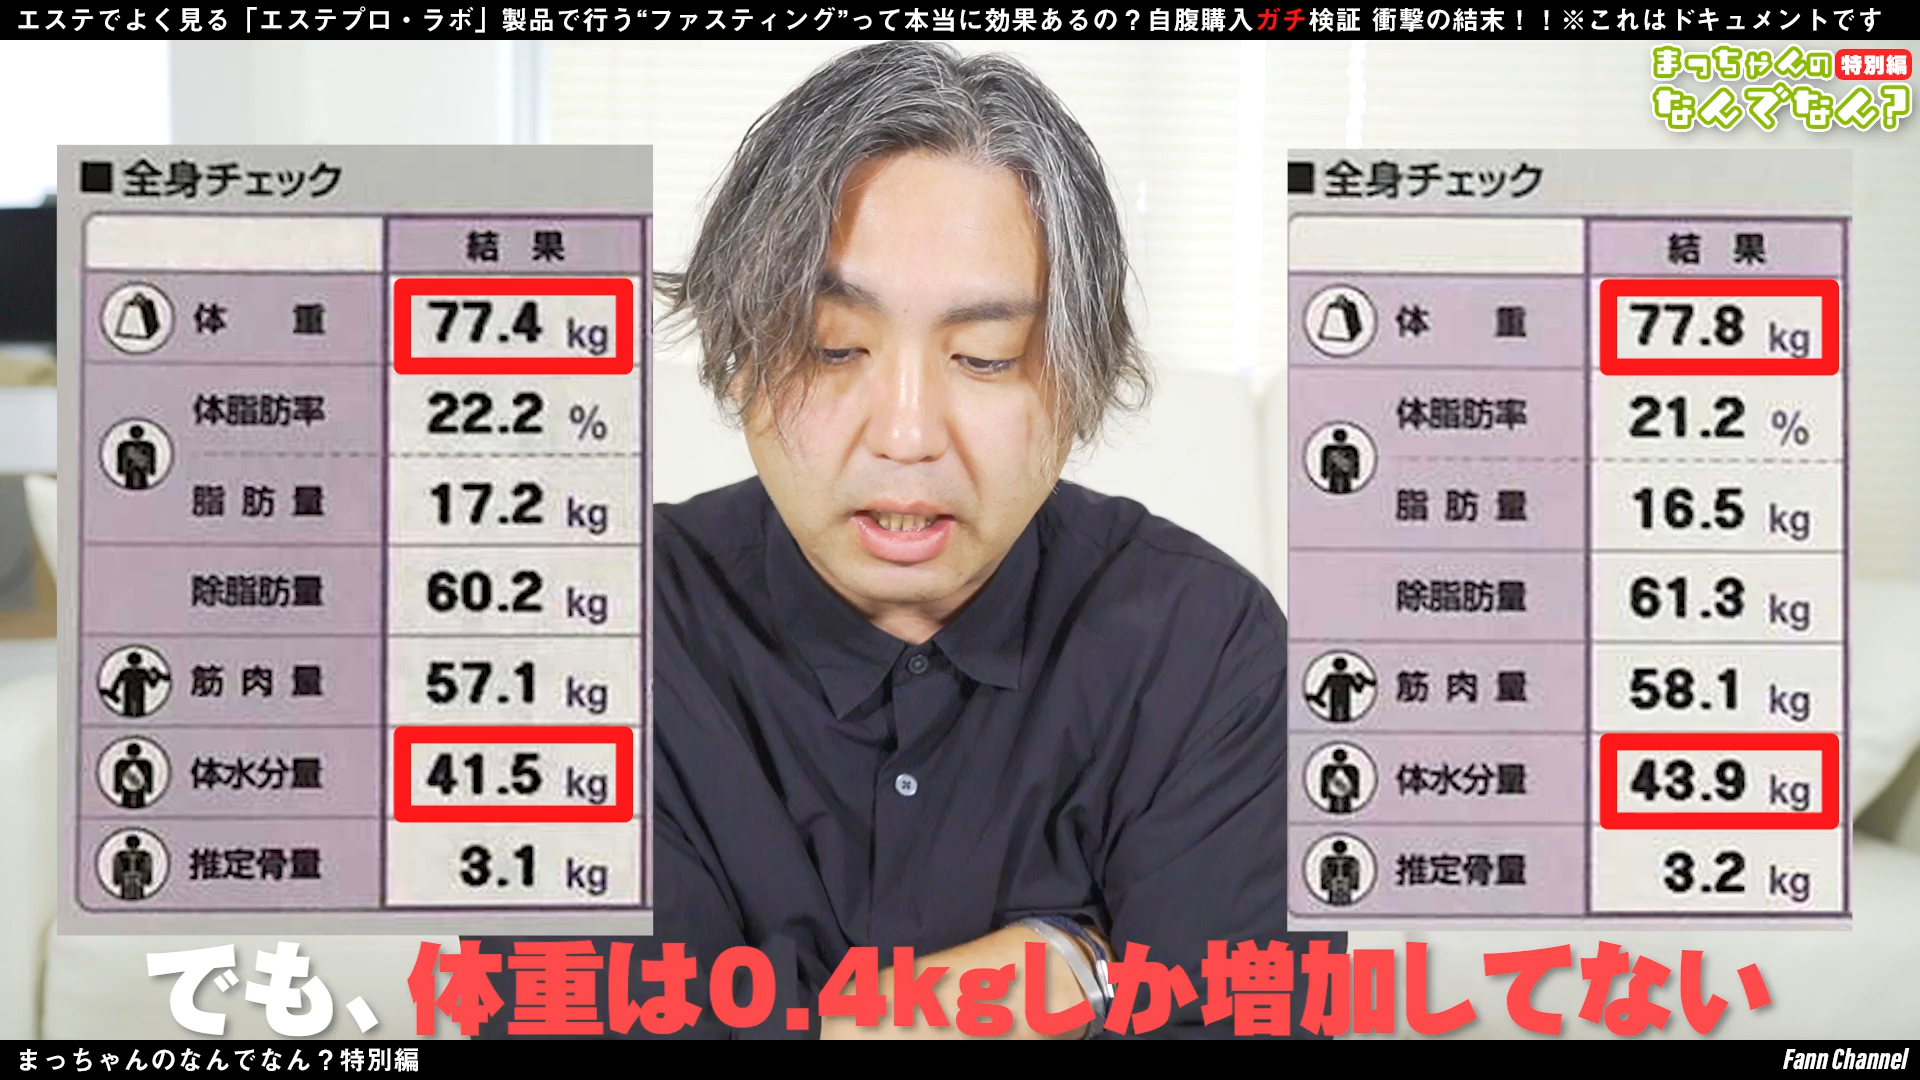 エステでよく見る「エステプロ・ラボ」製品で行う“ファスティング”って本当に効果あるの？自腹購入ガチ検証 衝撃の結末！！※これはドキュメントです
まっちゃんの 特別編
なんでなん？
■全身チェック
結 果
体 重 77.4 kg
体脂肪率 22.2 %
脂肪量 17.2 kg
除脂肪量 60.2 kg
筋肉量 57.1 kg
体水分量 41.5 kg
推定骨量 3.1 kg
■全身チェック
結 果
体 重 77.8 kg
体脂肪率 21.2 %
脂肪量 16.5 kg
除脂肪量 61.3 kg
筋肉量 58.1 kg
体水分量 43.9 kg
推定骨量 3.2 kg
でも、体重は0.4kgしか増加してない
まっちゃんのなんでなん？特別編
Fann Channel